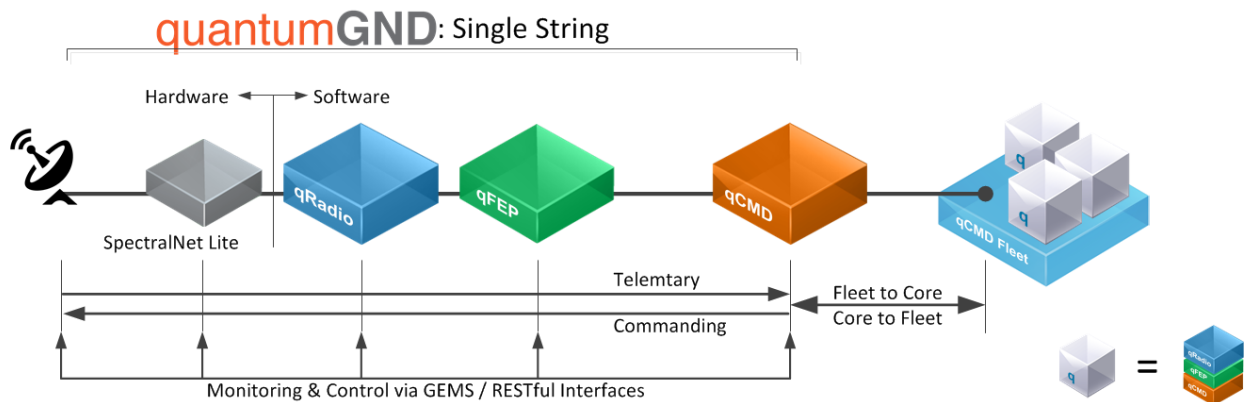 quantumGND: Single String
Hardware
Software
qRadio
qFEP
qCMD
q
q
qCMD Fleet
SpectralNet Lite
Telemtary
Commanding
Fleet to Core
Core to Fleet
Monitoring & Control via GEMS / RESTful Interfaces
q
=
qRadio
qFEP
qCMD